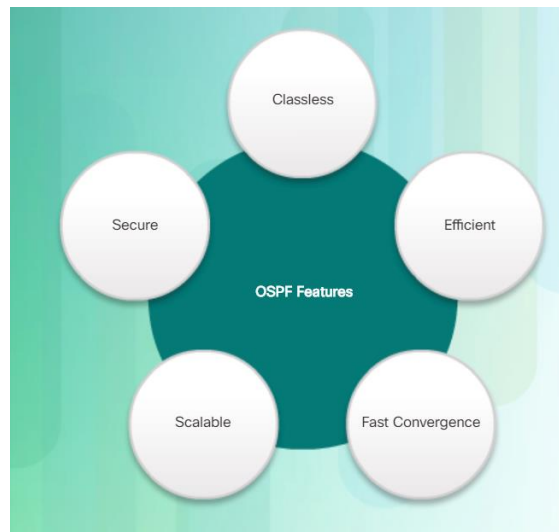 Classless
Secure
Efficient
OSPF Features
Scalable
Fast Convergence